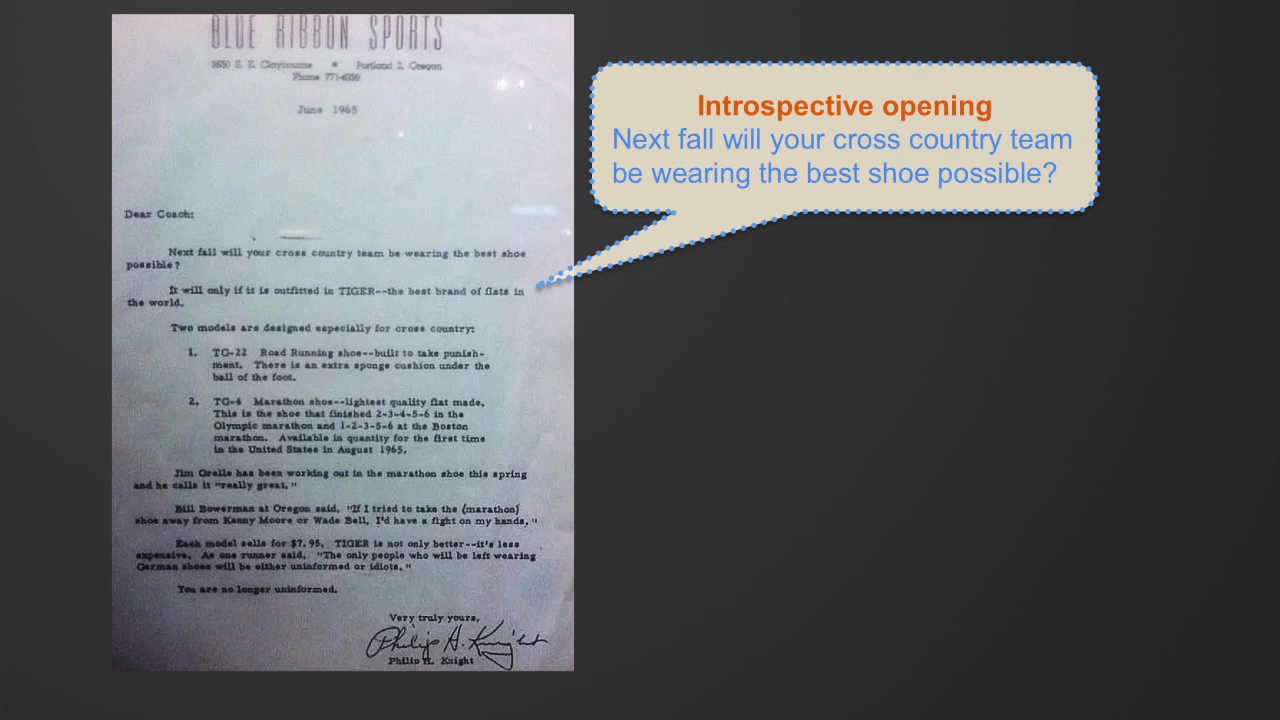 BLUE RIBBON SPORTS
3650 S. E. Claybourne * Portland 2, Oregon
Phone 771-4059
June 1965
Dear Coach:
Next fall will your cross country team be wearing the best shoe
possible?
It will only if it is outfitted in TIGER--the best brand of flats in
the world.
Two models are designed especially for cross country:
1. TG-22 Road Running shoe--built to take punish-
ment. There is an extra sponge cushion under the
ball of the foot.
2. TG-4 Marathon shoe--lightest quality flat made.
This is the shoe that finished 2-3-4-5-6 in the
Olympic marathon and 1-2-3-5-6 at the Boston
marathon. Available in quantity for the first time
in the United States in August 1965.
Jim Grelle has been working out in the marathon shoe this spring
and he calls it "really great."
Bill Bowerman at Oregon said, "If I tried to take the (marathon)
shoe away from Kenny Moore or Wade Bell, I'd have a fight on my hands."
Each model sells for $7.95. TIGER is not only better--it's less
expensive. As one runner said, "The only people who will be left wearing
German shoes will be either uninformed or idiots."
You are no longer uninformed.
Very truly yours,
Philip H. Knight
Philip H. Knight
Introspective opening
Next fall will your cross country team
be wearing the best shoe possible?